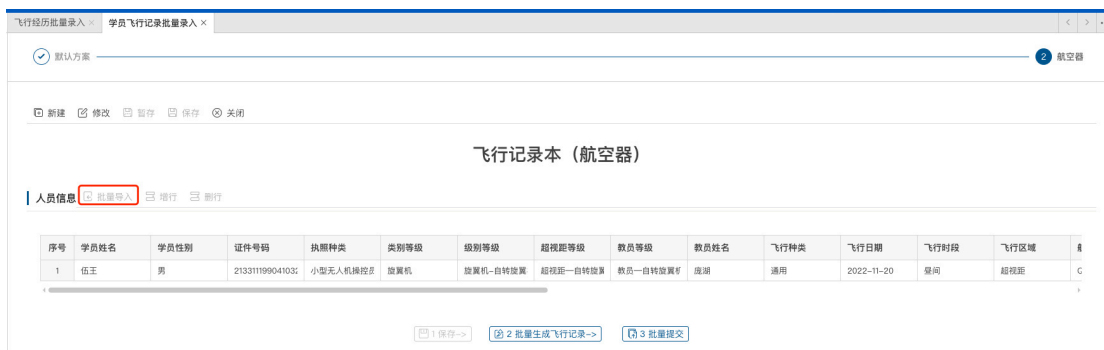 飞行经历批量录入 × 学员飞行记录批量录入 ×
默认方案 2 航空器
新建 修改 暂存 保存 关闭
飞行记录本（航空器）
人员信息 批量导入 增行 删行
序号 学员姓名 学员性别 证件号码 执照种类 类别等级 级别等级 超视距等级 教员等级 教员姓名 飞行种类 飞行日期 飞行时段 飞行区域
1 伍王 男 21331119904103 小型无人机操控员 旋翼机 旋翼机-自转旋翼 超视距—自转旋翼 教员—自转旋翼 庞湖 通用 2022-11-20 昼间 超视距
1 保存-> 2 批量生成飞行记录-> 3 批量提交